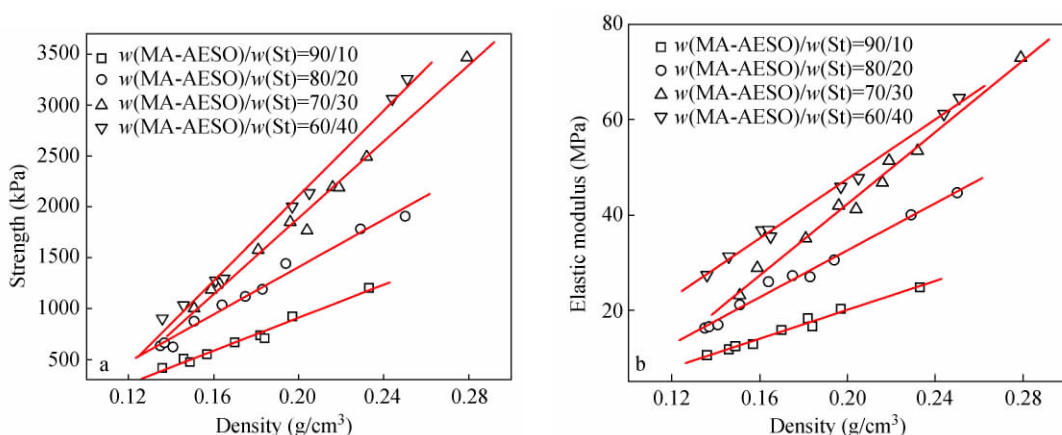 3500
3000
2500
2000
1500
1000
500
Strength (kPa)
w(MA-AESO)/w(St)=90/10
w(MA-AESO)/w(St)=80/20
w(MA-AESO)/w(St)=70/30
w(MA-AESO)/w(St)=60/40
a
0.12 0.16 0.20 0.24 0.28
Density (g/cm³)
80
60
40
20
Elastic modulus (MPa)
w(MA-AESO)/w(St)=90/10
w(MA-AESO)/w(St)=80/20
w(MA-AESO)/w(St)=70/30
w(MA-AESO)/w(St)=60/40
b
0.12 0.16 0.20 0.24 0.28
Density (g/cm³)